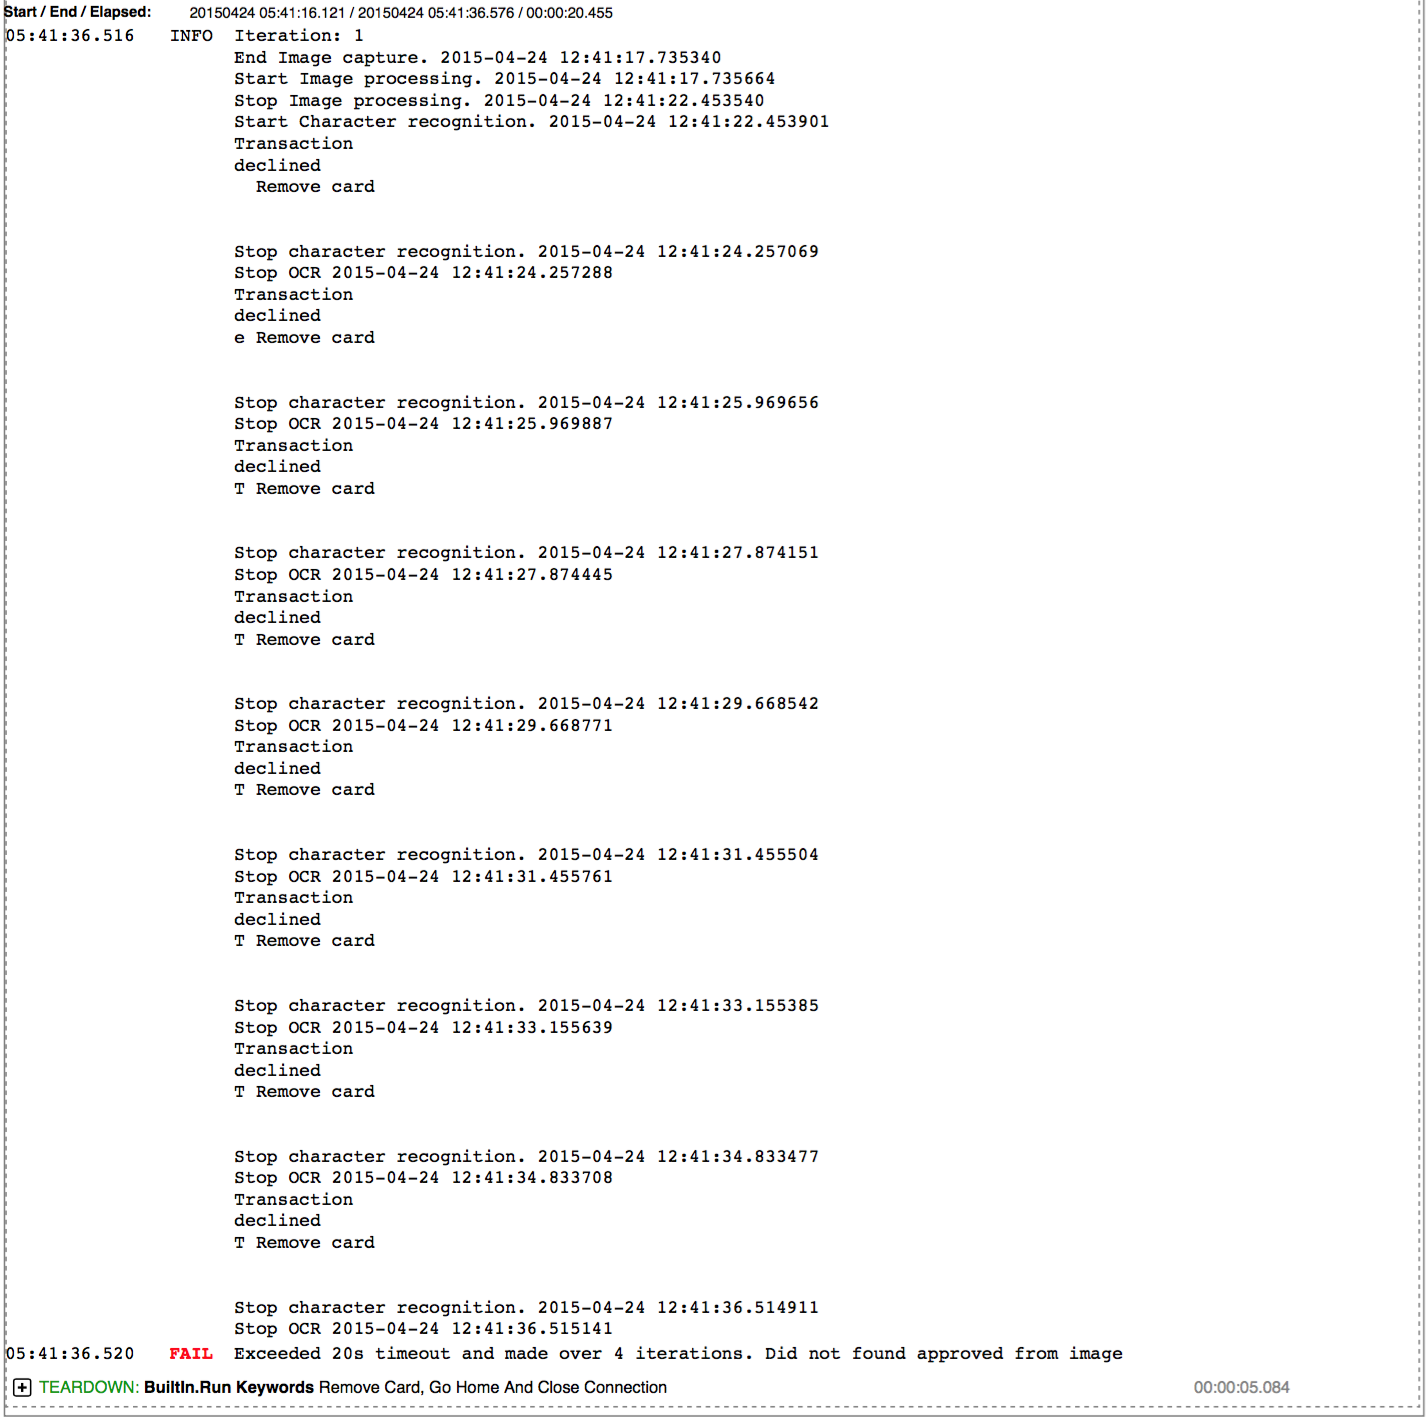 Start / End / Elapsed: 20150424 05:41:16.121 / 20150424 05:41:36.576 / 00:00:20.455
05:41:36.516 INFO Iteration: 1
End Image capture. 2015-04-24 12:41:17.735340
Start Image processing. 2015-04-24 12:41:17.735664
Stop Image processing. 2015-04-24 12:41:22.453540
Start Character recognition. 2015-04-24 12:41:22.453901
Transaction
declined
Remove card
Stop character recognition. 2015-04-24 12:41:24.257069
Stop OCR 2015-04-24 12:41:24.257288
Transaction
declined
e Remove card
Stop character recognition. 2015-04-24 12:41:25.969656
Stop OCR 2015-04-24 12:41:25.969887
Transaction
declined
T Remove card
Stop character recognition. 2015-04-24 12:41:27.874151
Stop OCR 2015-04-24 12:41:27.874445
Transaction
declined
T Remove card
Stop character recognition. 2015-04-24 12:41:29.668542
Stop OCR 2015-04-24 12:41:29.668771
Transaction
declined
T Remove card
Stop character recognition. 2015-04-24 12:41:31.455504
Stop OCR 2015-04-24 12:41:31.455761
Transaction
declined
T Remove card
Stop character recognition. 2015-04-24 12:41:33.155385
Stop OCR 2015-04-24 12:41:33.155639
Transaction
declined
T Remove card
Stop character recognition. 2015-04-24 12:41:34.833477
Stop OCR 2015-04-24 12:41:34.833708
Transaction
declined
T Remove card
Stop character recognition. 2015-04-24 12:41:36.514911
Stop OCR 2015-04-24 12:41:36.515141
05:41:36.520 FAIL Exceeded 20s timeout and made over 4 iterations. Did not found approved from image
TEARDOWN: BuiltIn.Run Keywords Remove Card, Go Home And Close Connection 00:00:05.084